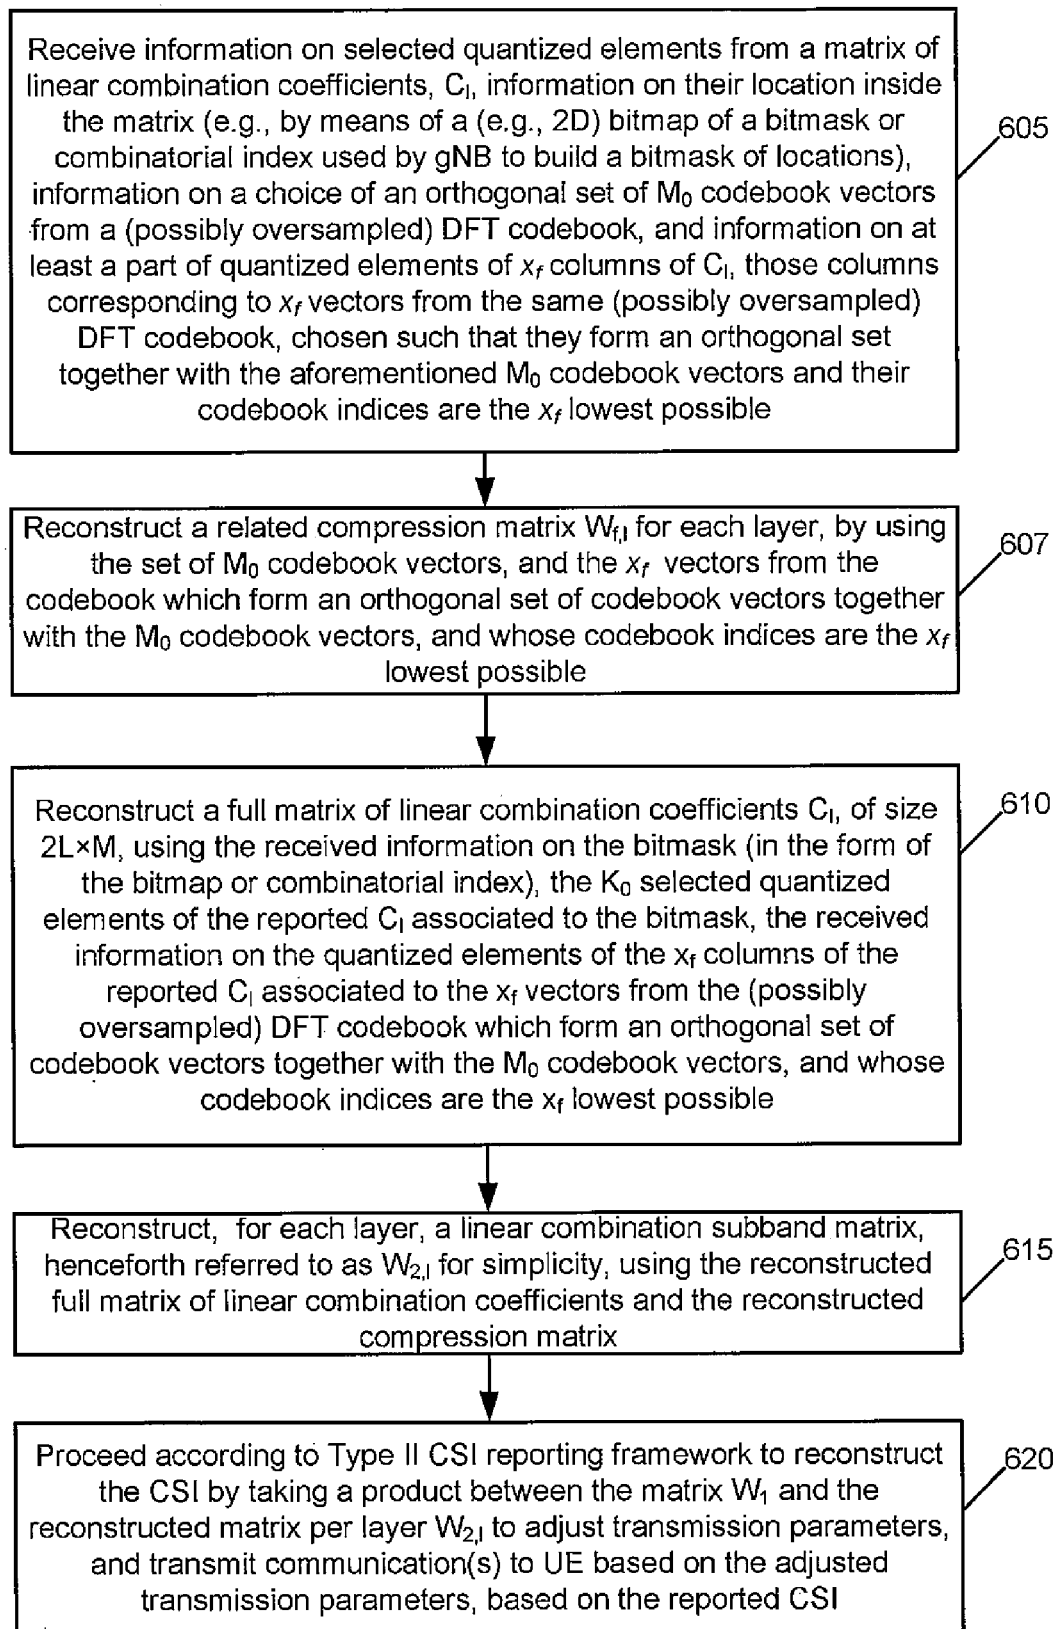 Receive information on selected quantized elements from a matrix of
linear combination coefficients, Cl, information on their location inside
the matrix (e.g., by means of a (e.g., 2D) bitmap of a bitmask or
combinatorial index used by gNB to build a bitmask of locations),
information on a choice of an orthogonal set of M0 codebook vectors
from a (possibly oversampled) DFT codebook, and information on at
least a part of quantized elements of xf columns of Cl, those columns
corresponding to xf vectors from the same (possibly oversampled)
DFT codebook, chosen such that they form an orthogonal set
together with the aforementioned M0 codebook vectors and their
codebook indices are the xf lowest possible
605
Reconstruct a related compression matrix Wf,l for each layer, by using
the set of M0 codebook vectors, and the xf vectors from the
codebook which form an orthogonal set of codebook vectors together
with the M0 codebook vectors, and whose codebook indices are the xf
lowest possible
607
Reconstruct a full matrix of linear combination coefficients Cl, of size
2L×M, using the received information on the bitmask (in the form of
the bitmap or combinatorial index), the K0 selected quantized
elements of the reported Cl associated to the bitmask, the received
information on the quantized elements of the xf columns of the
reported Cl associated to the xf vectors from the (possibly
oversampled) DFT codebook which form an orthogonal set of
codebook vectors together with the M0 codebook vectors, and whose
codebook indices are the xf lowest possible
610
Reconstruct, for each layer, a linear combination subband matrix,
henceforth referred to as W2,l for simplicity, using the reconstructed
full matrix of linear combination coefficients and the reconstructed
compression matrix
615
Proceed according to Type II CSI reporting framework to reconstruct
the CSI by taking a product between the matrix W1 and the
reconstructed matrix per layer W2,l to adjust transmission parameters,
and transmit communication(s) to UE based on the adjusted
transmission parameters, based on the reported CSI
620